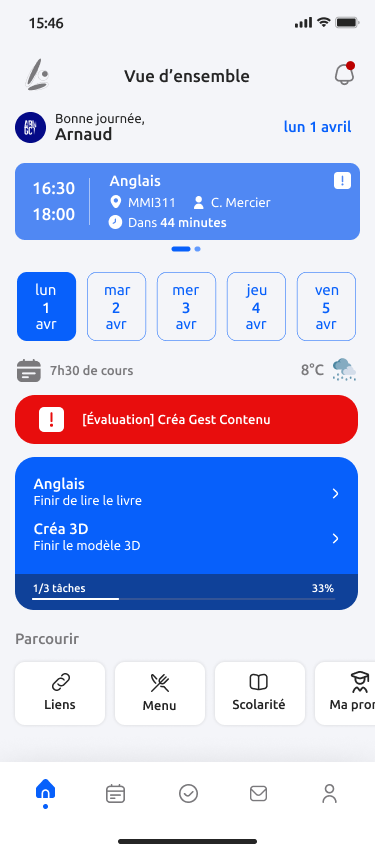 15:46
Vue d'ensemble
Bonne journée,
Arnaud
lun 1 avril
16:30
18:00
Anglais
MMI311
C. Mercier
Dans 44 minutes
lun
1
avr
mar
2
avr
mer
3
avr
jeu
4
avr
ven
5
avr
7h30 de cours
8°C
[Évaluation] Créa Gest Contenu
Anglais
Finir de lire le livre
Créa 3D
Finir le modèle 3D
1/3 tâches
33%
Parcourir
Liens
Menu
Scolarité
Ma pro